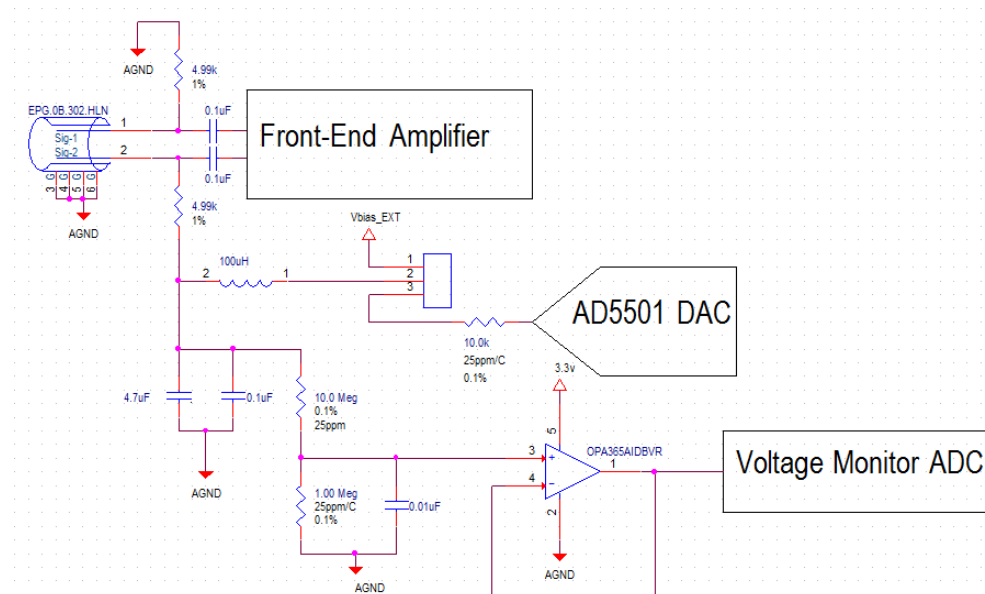 AGND
4.99k
1%
EPG.0B.302.HLN
1
Sig-1
Sig-2
2
3 G
4 G
5 G
6 G
AGND
0.1uF
0.1uF
Front-End Amplifier
4.99k
1%
Vbias_EXT
100uH
2
1
1
2
3
AD5501 DAC
10.0k
25ppm/C
0.1%
3.3v
4.7uF
0.1uF
10.0 Meg
0.1%
25ppm
5
OPA365AIDBVR
3
+
1
4
-
2
Voltage Monitor ADC
AGND
1.00 Meg
25ppm/C
0.1%
0.01uF
AGND
AGND